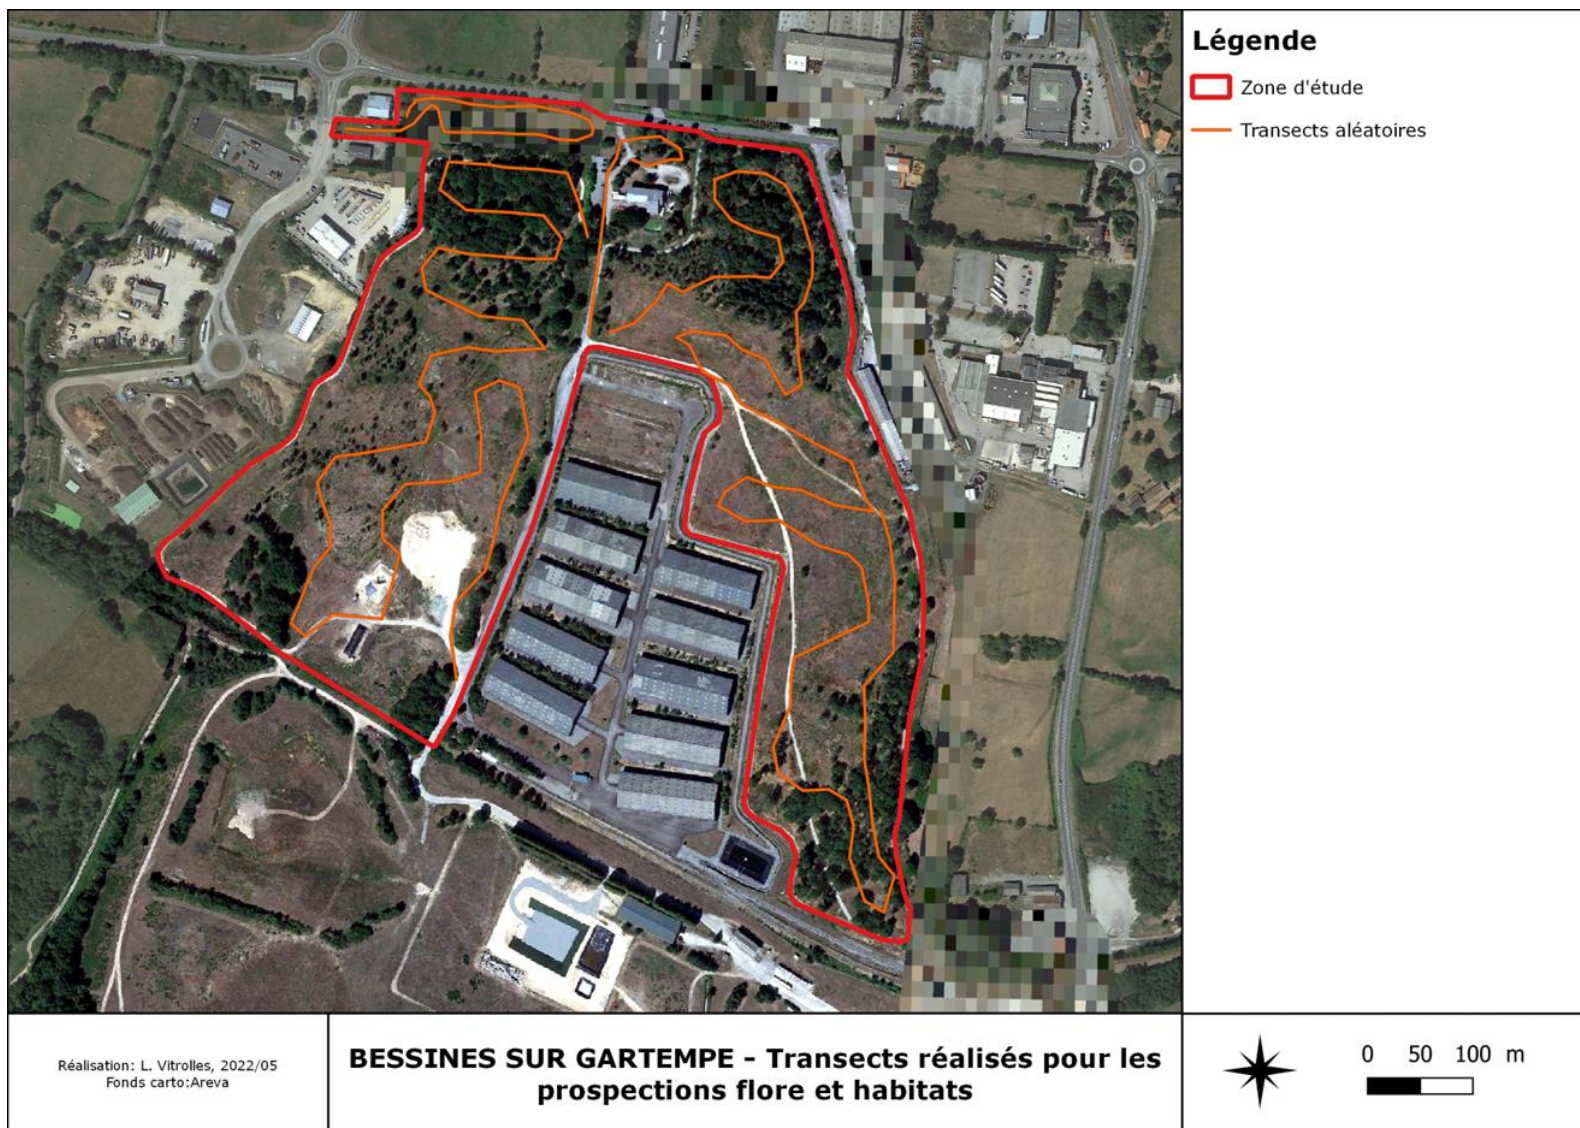 Légende
Zone d'étude
Transects aléatoires
Réalisation: L. Vitrolles, 2022/05
Fonds carto:Areva
BESSINES SUR GARTEMPE - Transects réalisés pour les
prospections flore et habitats
0 50 100 m